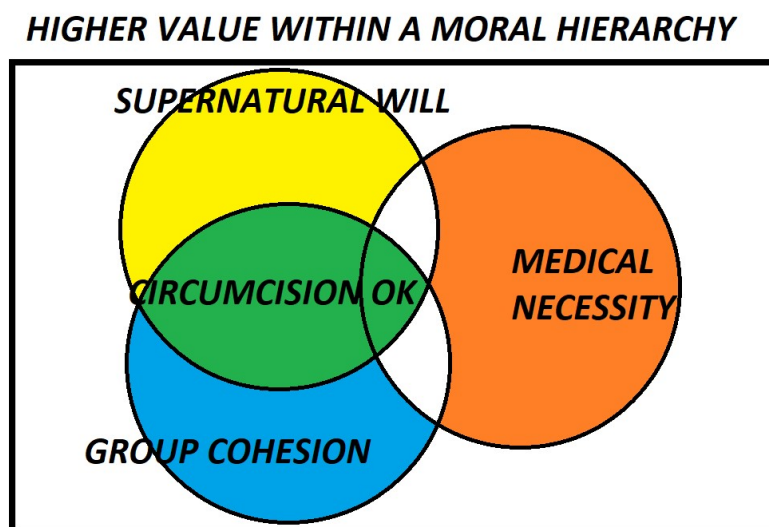 HIGHER VALUE WITHIN A MORAL HIERARCHY
SUPERNATURAL WILL
CIRCUMCISION OK
MEDICAL
NECESSITY
GROUP COHESION